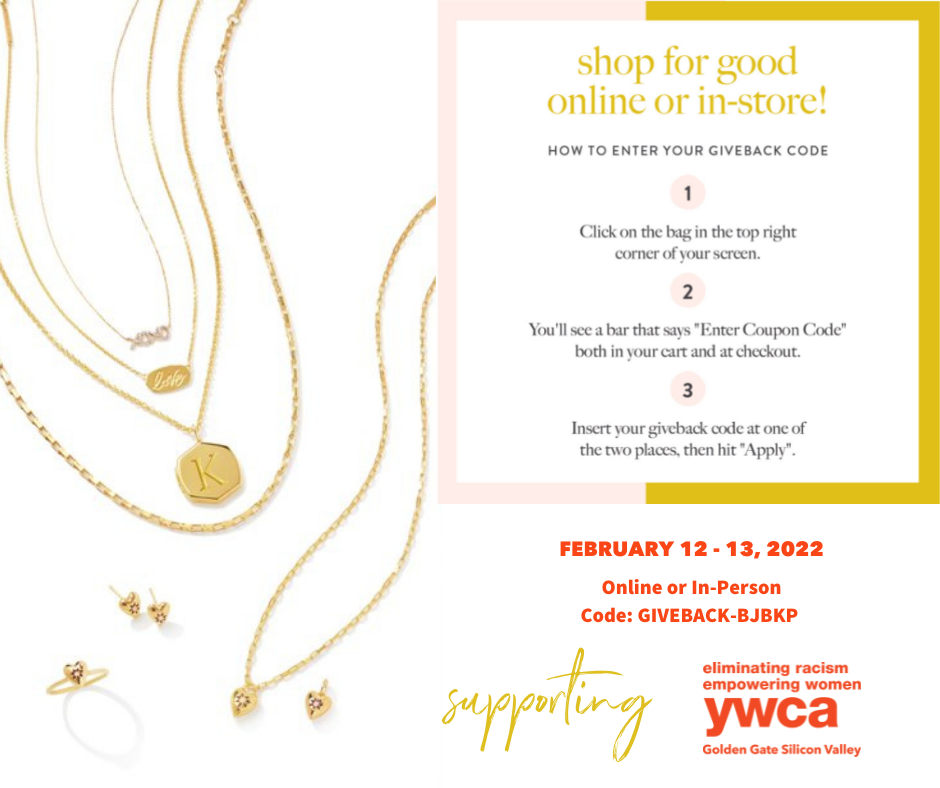 love
K
shop for good
online or in-store!
HOW TO ENTER YOUR GIVEBACK CODE
1
Click on the bag in the top right
corner of your screen.
2
You'll see a bar that says "Enter Coupon Code"
both in your cart and at checkout.
3
Insert your giveback code at one of
the two places, then hit "Apply".
FEBRUARY 12 - 13, 2022
Online or In-Person
Code: GIVEBACK-BJBKP
supporting
eliminating racism
empowering women
ywca
Golden Gate Silicon Valley